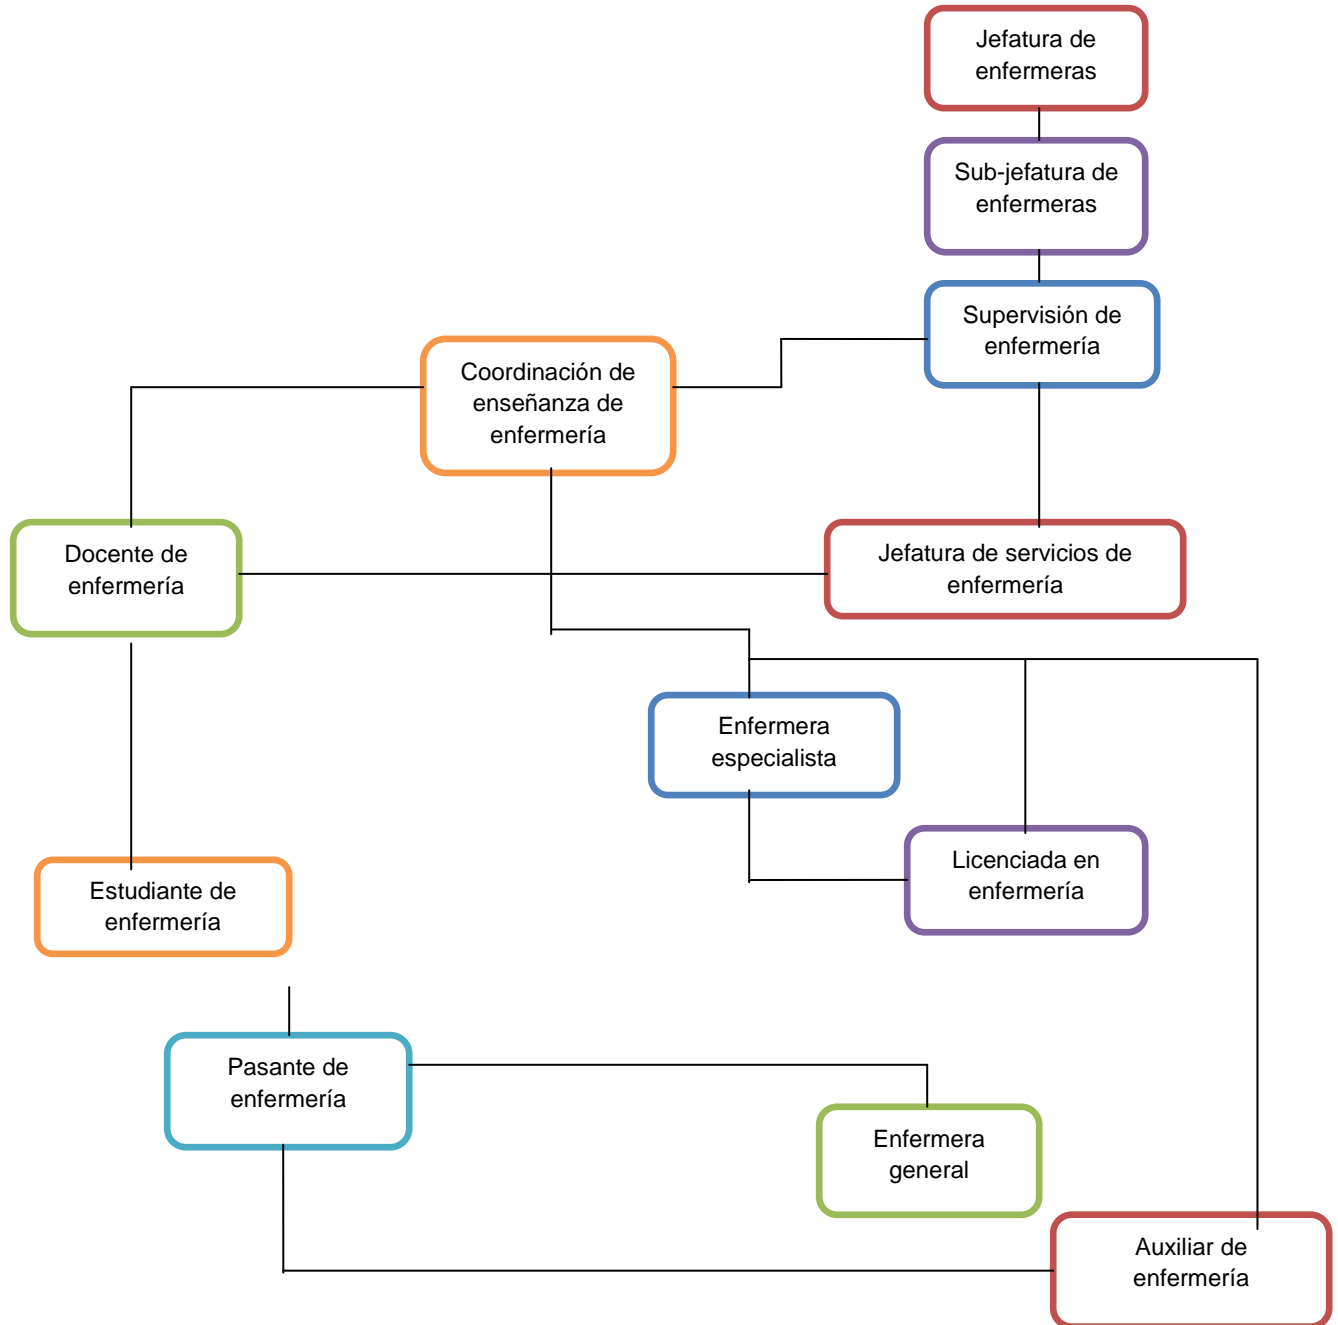 Jefatura de
enfermeras
Sub-jefatura de
enfermeras
Supervisión de
enfermería
Coordinación de
enseñanza de
enfermería
Docente de
enfermería
Jefatura de servicios de
enfermería
Enfermera
especialista
Licenciada en
enfermería
Estudiante de
enfermería
Pasante de
enfermería
Enfermera
general
Auxiliar de
enfermería